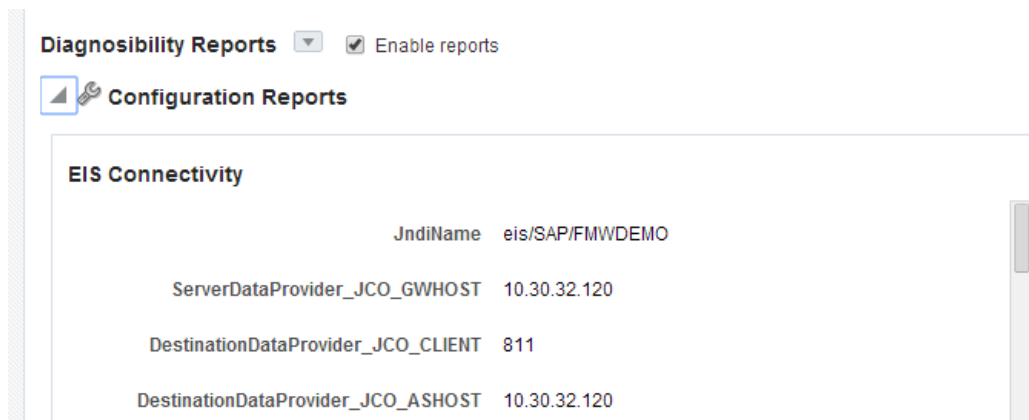 Diagnosibility Reports Enable reports
Configuration Reports
EIS Connectivity
JndiName eis/SAP/FMWDEMO
ServerDataProvider_JCO_GWHOST 10.30.32.120
DestinationDataProvider_JCO_CLIENT 811
DestinationDataProvider_JCO_ASHOST 10.30.32.120